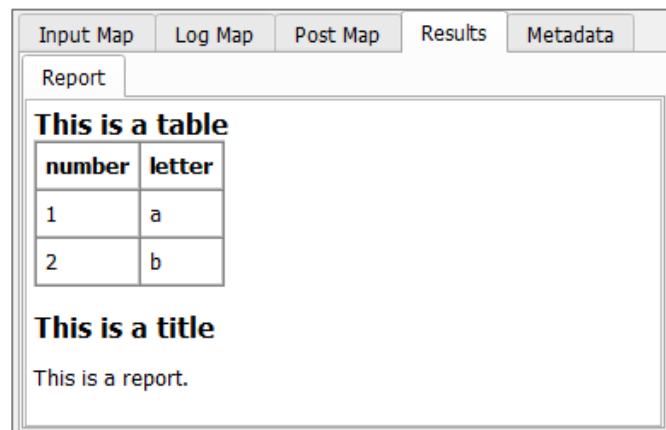 Input Map Log Map Post Map Results Metadata
Report
This is a table
number letter
1 a
2 b
This is a title
This is a report.